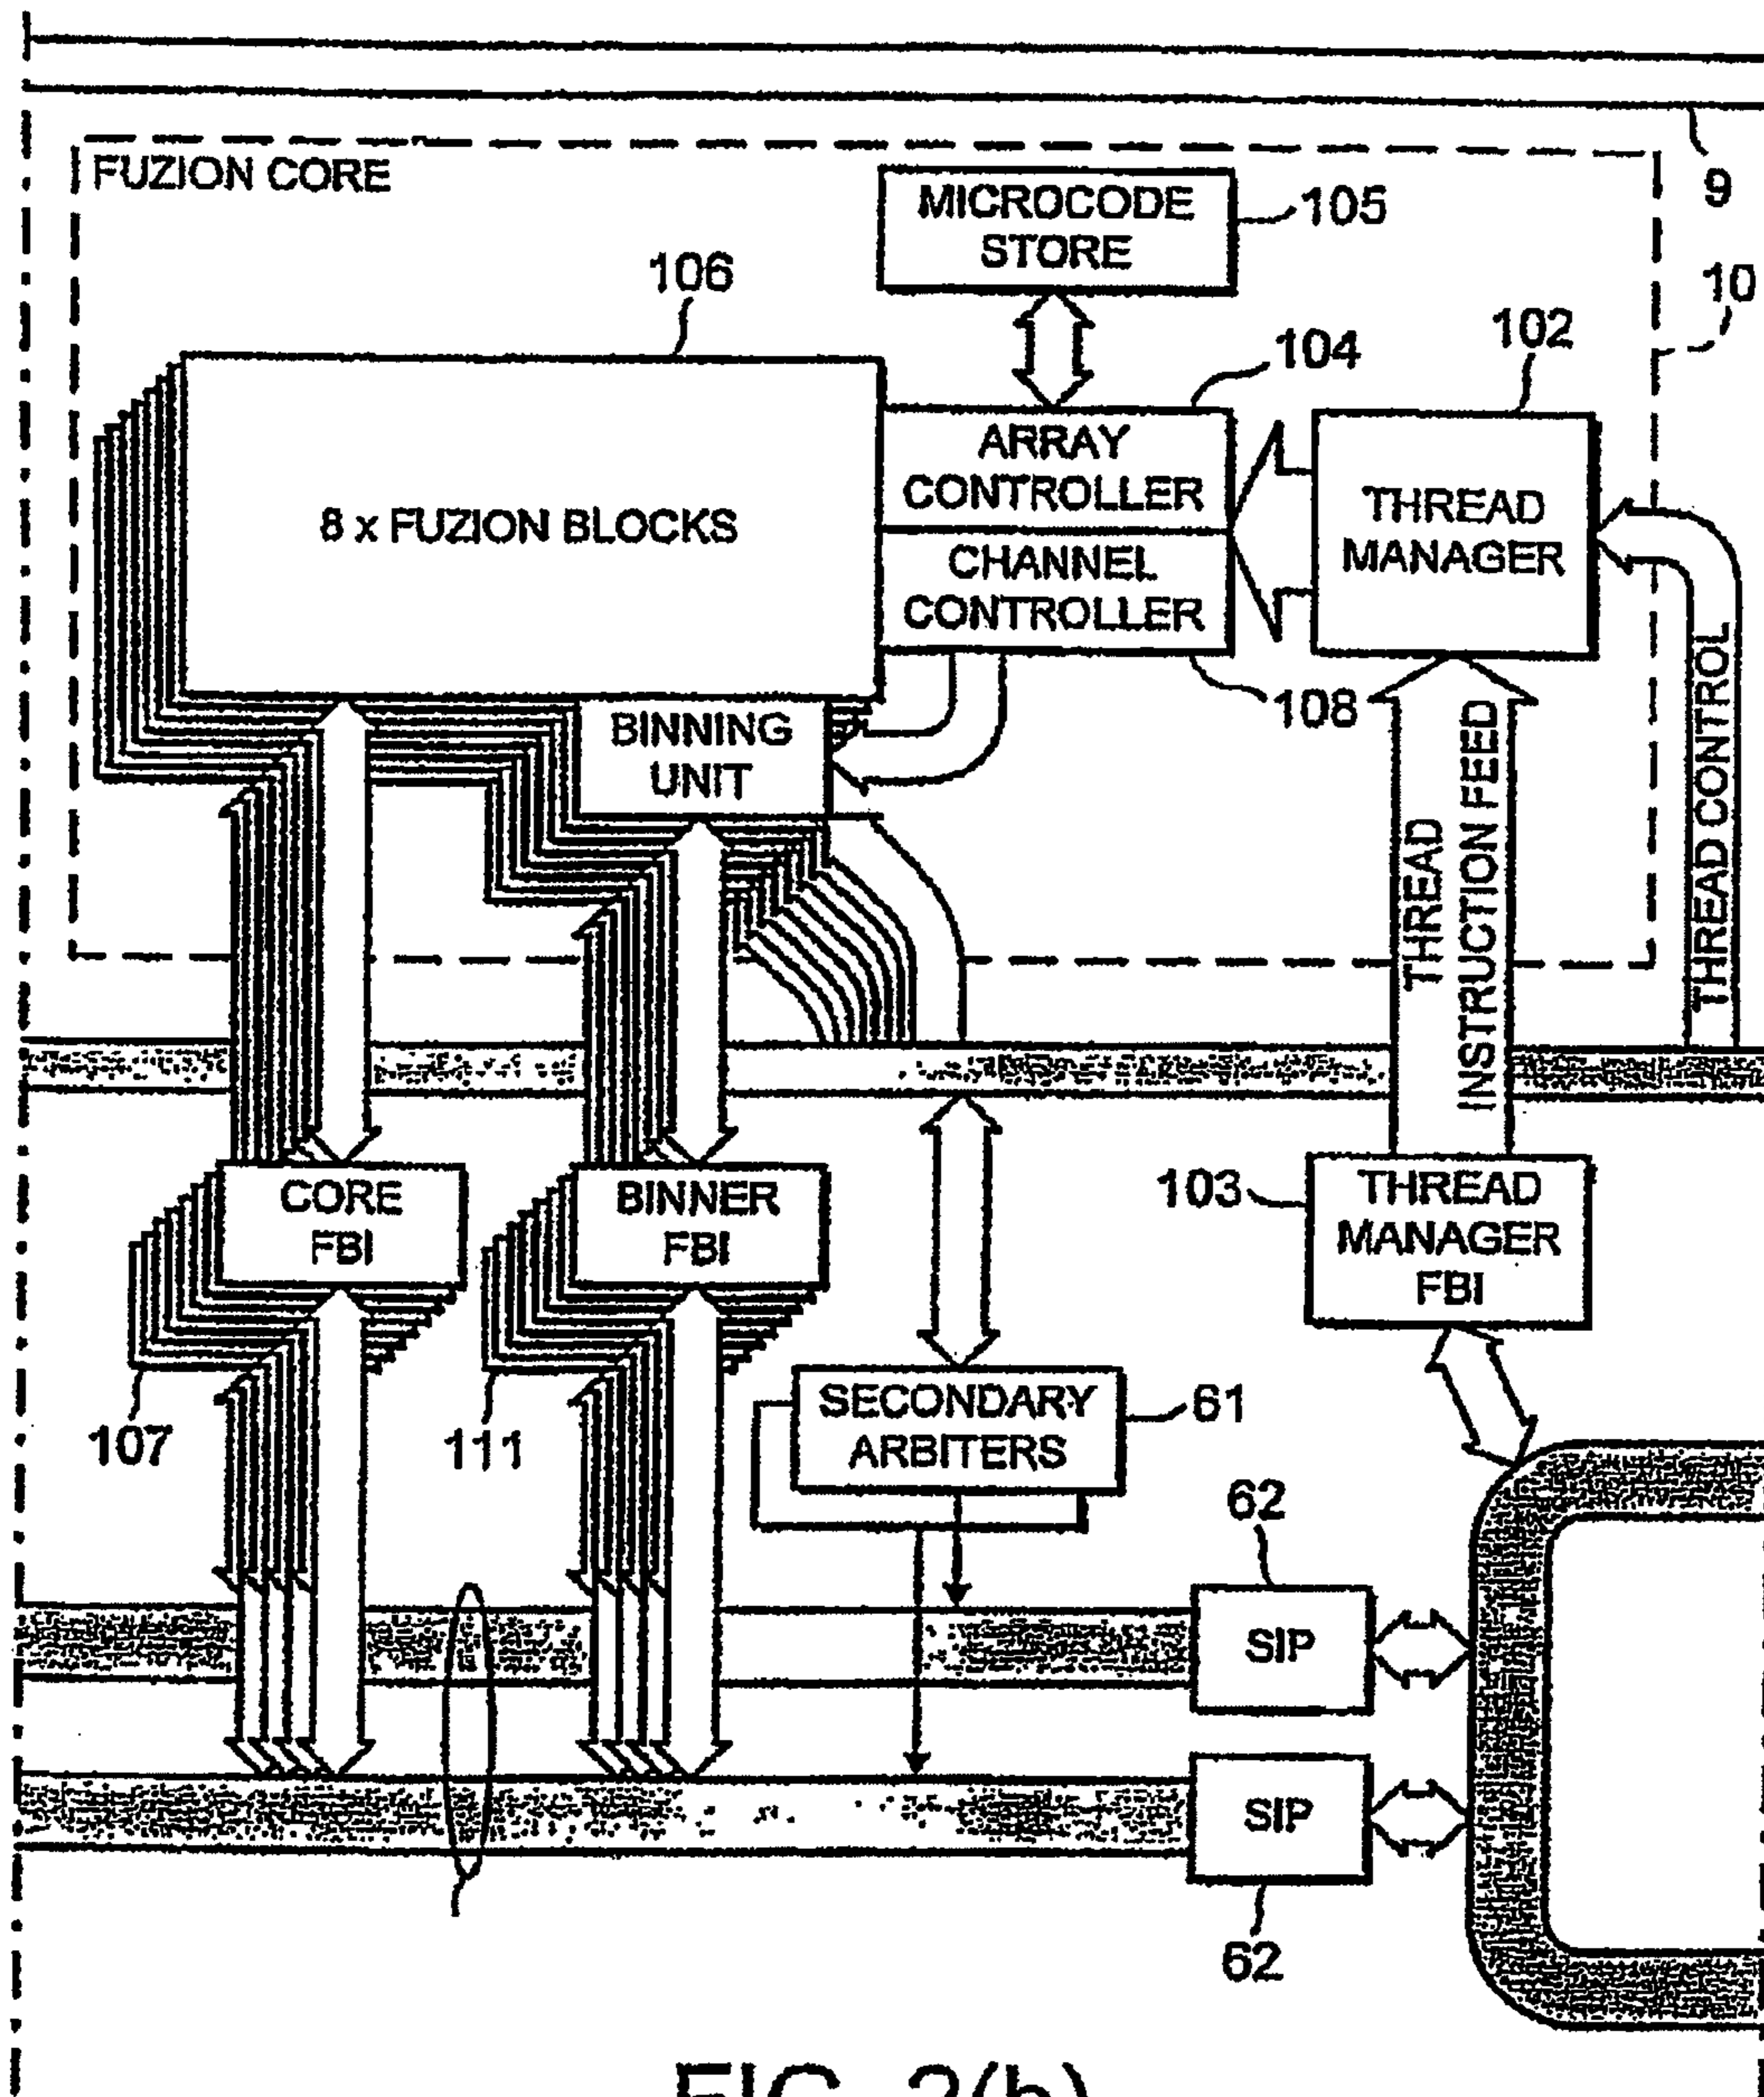 FUZION CORE
MICROCODE
STORE
105
9
10
106
104
102
ARRAY
CONTROLLER
8 x FUZION BLOCKS
THREAD
MANAGER
CHANNEL
CONTROLLER
108
BINNING
UNIT
THREAD
INSTRUCTION FEED
THREAD CONTROL
CORE
FBI
BINNER
FBI
103
THREAD
MANAGER
FBI
107
111
SECONDARY
ARBITERS
61
62
SIP
SIP
62
FIG. 2(b)